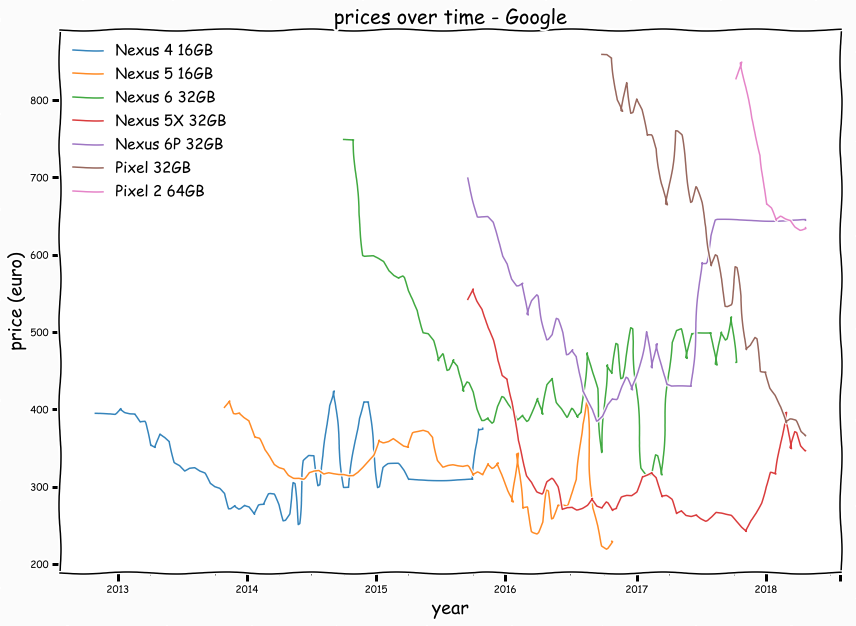 prices over time - Google
Nexus 4 16GB
Nexus 5 16GB
Nexus 6 32GB
Nexus 5X 32GB
Nexus 6P 32GB
Pixel 32GB
Pixel 2 64GB
price (euro)
800
700
600
500
400
300
200
2013 2014 2015 2016 2017 2018
year